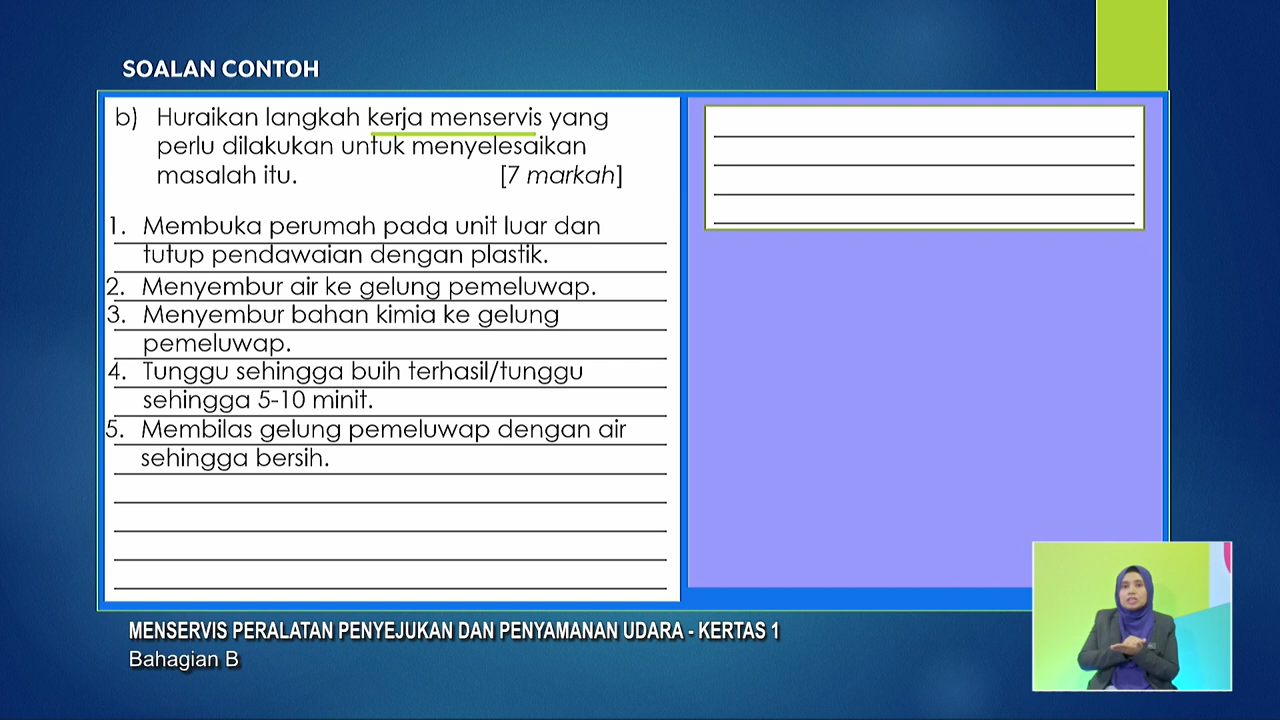 SOALAN CONTOH
b) Huraikan langkah kerja menservis yang
perlu dilakukan untuk menyelesaikan
masalah itu. [7 markah]
1. Membuka perumah pada unit luar dan
tutup pendawaian dengan plastik.
2. Menyembur air ke gelung pemeluwap.
3. Menyembur bahan kimia ke gelung
pemeluwap.
4. Tunggu sehingga buih terhasil/tunggu
sehingga 5-10 minit.
5. Membilas gelung pemeluwap dengan air
sehingga bersih.
MENSERVIS PERALATAN PENYEJUKAN DAN PENYAMANAN UDARA - KERTAS 1
Bahagian B